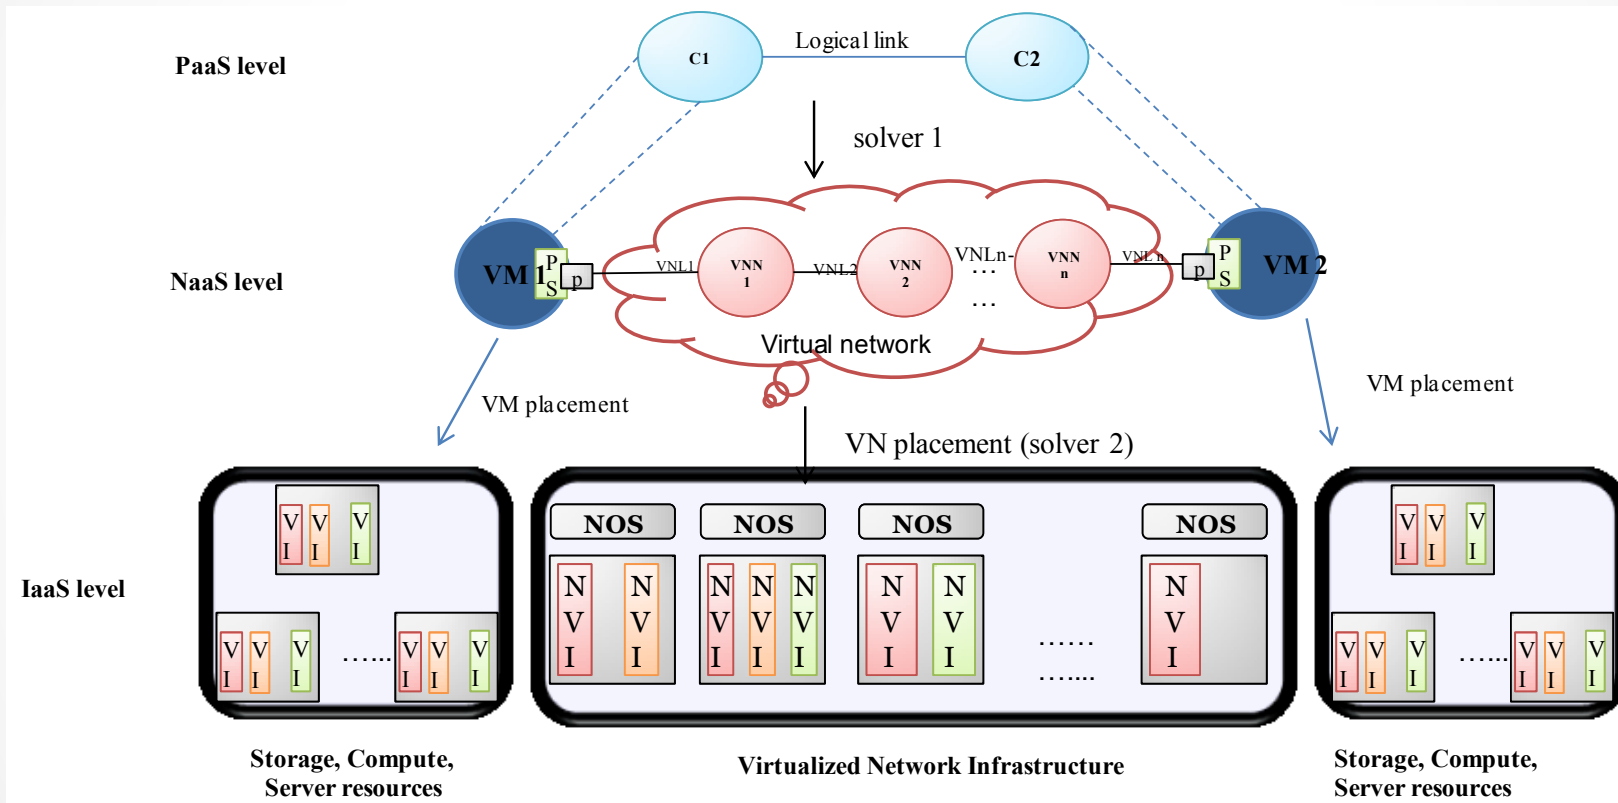 PaaS level
C1
Logical link
C2
solver 1
NaaS level
VM 1
P
S
p
VNL1
VNN
1
VNL2
VNN
2
VNLn-
...
...
VNN
n
VNL n
p
P
S
VM 2
Virtual network
VM placement
VN placement (solver 2)
VM placement
IaaS level
V
I
V
I
V
I
V
I
V
I
V
I
......
V
I
V
I
V
I
NOS
NOS
NOS
NOS
N
V
I
N
V
I
N
V
I
N
V
I
N
V
I
N
V
I
N
V
I
......
.......
N
V
I
V
I
V
I
V
I
V
I
V
I
V
I
......
V
I
V
I
V
I
Storage, Compute,
Server resources
Virtualized Network Infrastructure
Storage, Compute,
Server resources